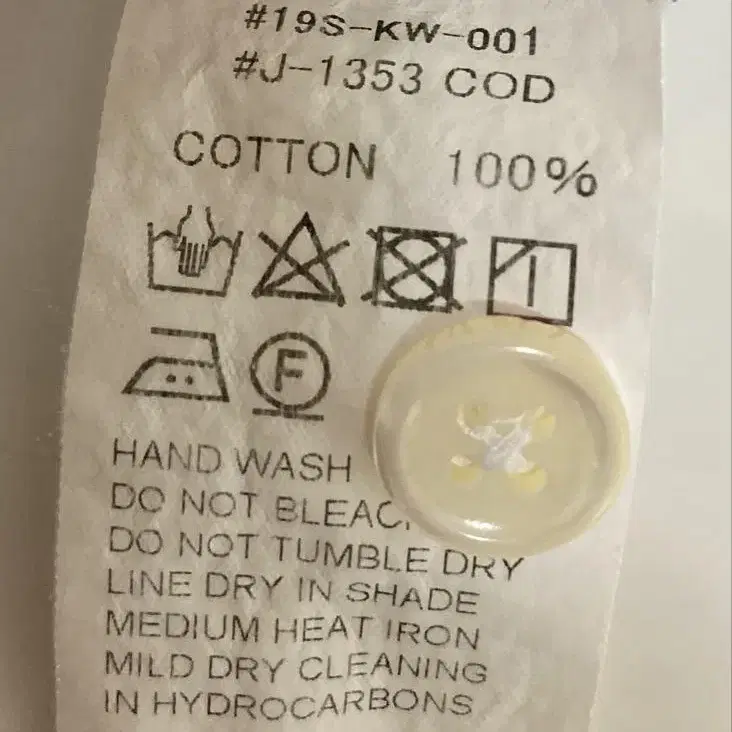 #19S-KW-001
#J-1353 COD
COTTON 100%
F
HAND WASH
DO NOT BLEAC
DO NOT TUMBLE DRY
LINE DRY IN SHADE
MEDIUM HEAT IRON
MILD DRY CLEANING
IN HYDROCARBONS